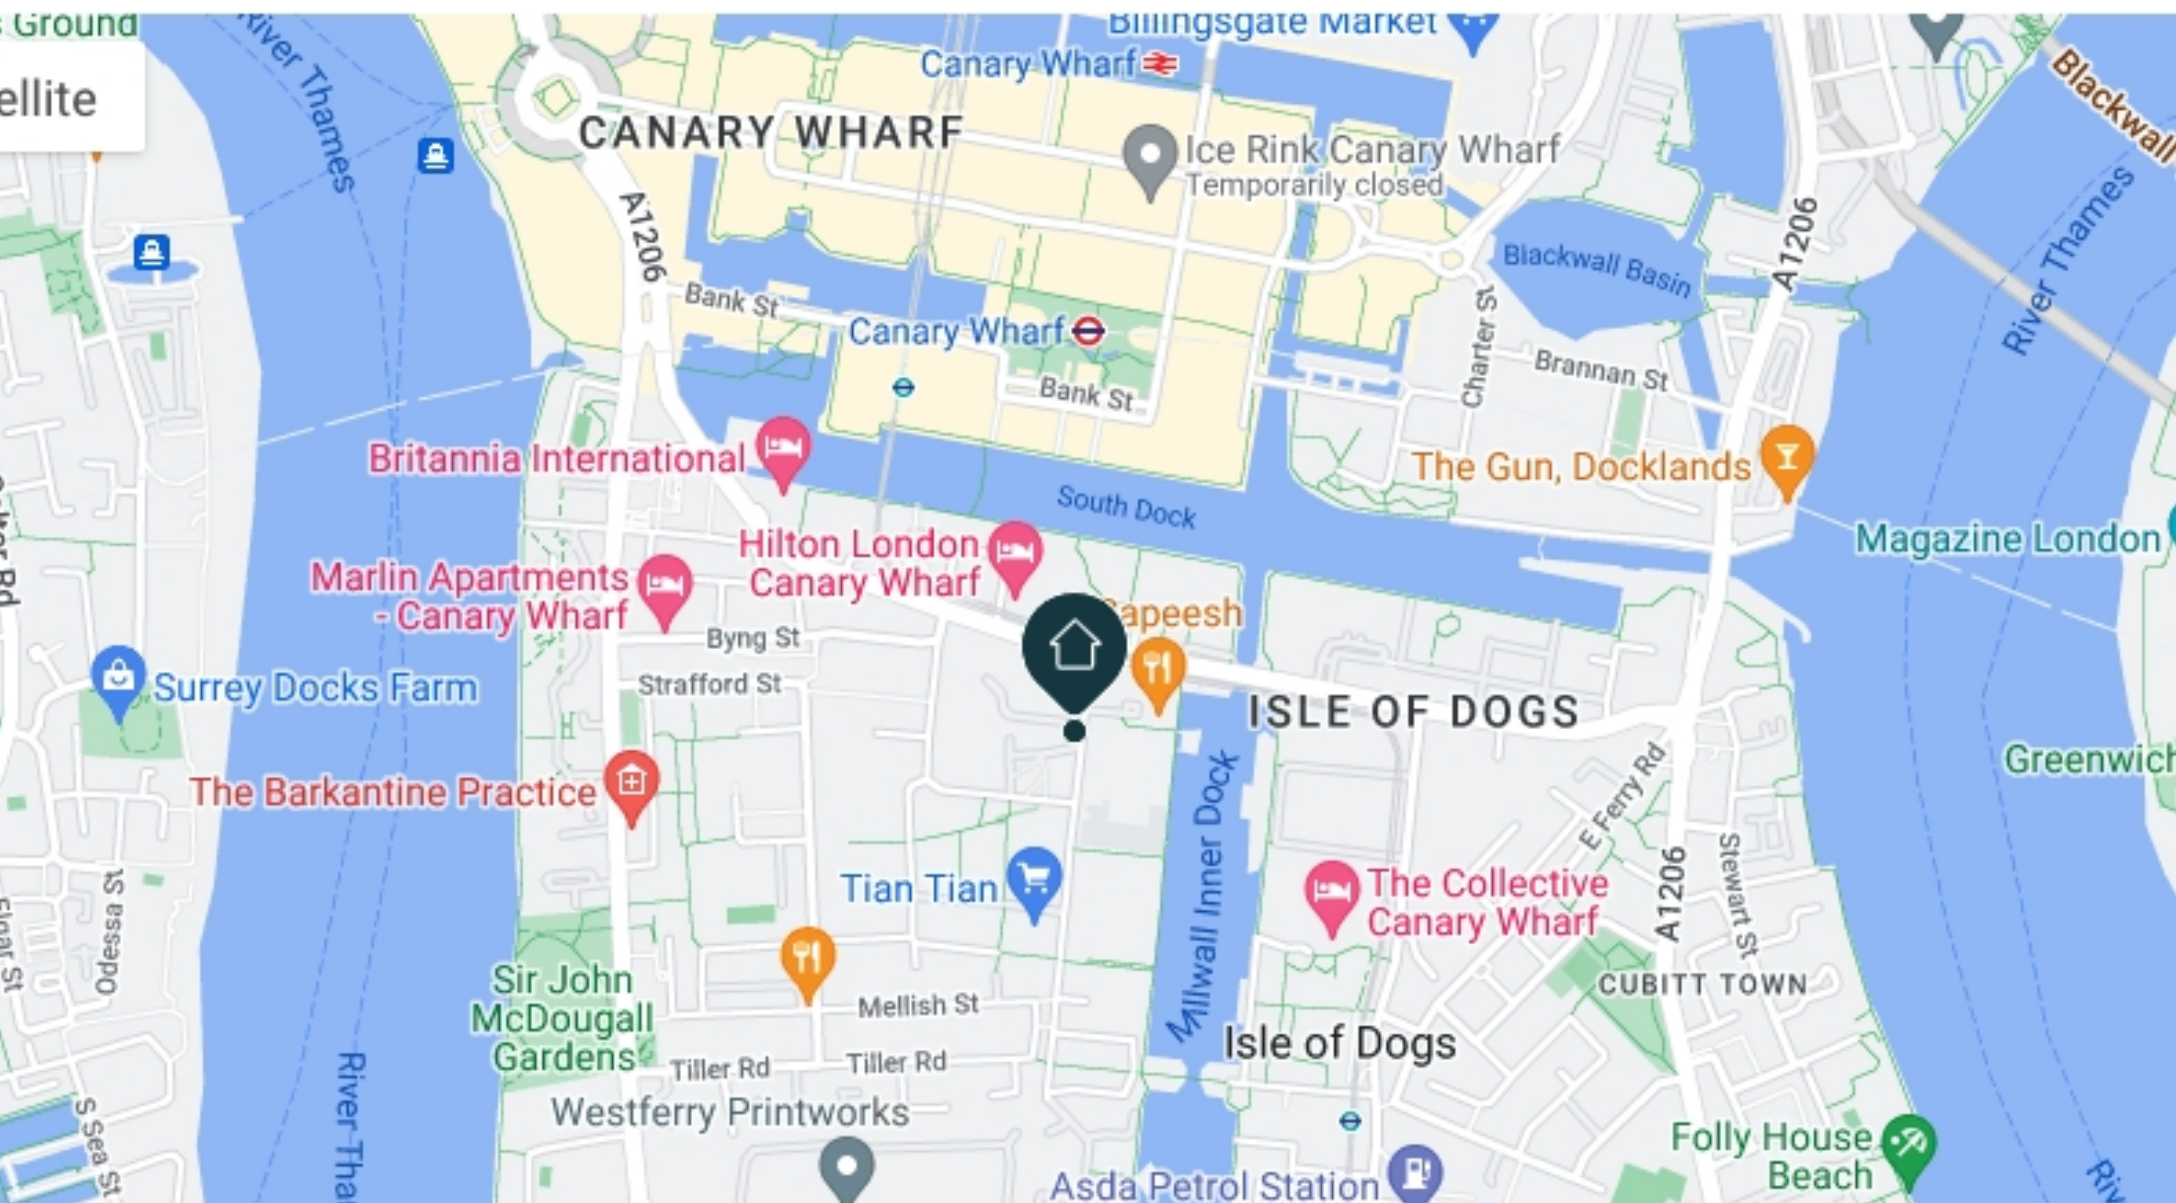 Ground
River Thames
Billingsgate Market
Canary Wharf
ellite
CANARY WHARF
Ice Rink Canary Wharf
Temporarily closed
Blackwall
A1206
A1206
River Thames
Blackwall Basin
Bank St
Canary Wharf
Bank St
Charter St
Brannan St
Britannia International
The Gun, Docklands
South Dock
Magazine London
Hilton London
Canary Wharf
Marlin Apartments
- Canary Wharf
Byng St
Strafford St
Surrey Docks Farm
ISLE OF DOGS
E Ferry Rd
Greenwich
The Barkantine Practice
Millwall Inner Dock
Tian Tian
The Collective
Canary Wharf
A1206
Stewart St
Odessa St
Elgar St
Sir John
McDougall
Gardens
Mellish St
CUBITT TOWN
Isle of Dogs
Tiller Rd
Tiller Rd
River Tha
S Sea St
Westferry Printworks
Folly House
Beach
Asda Petrol Station
Riv